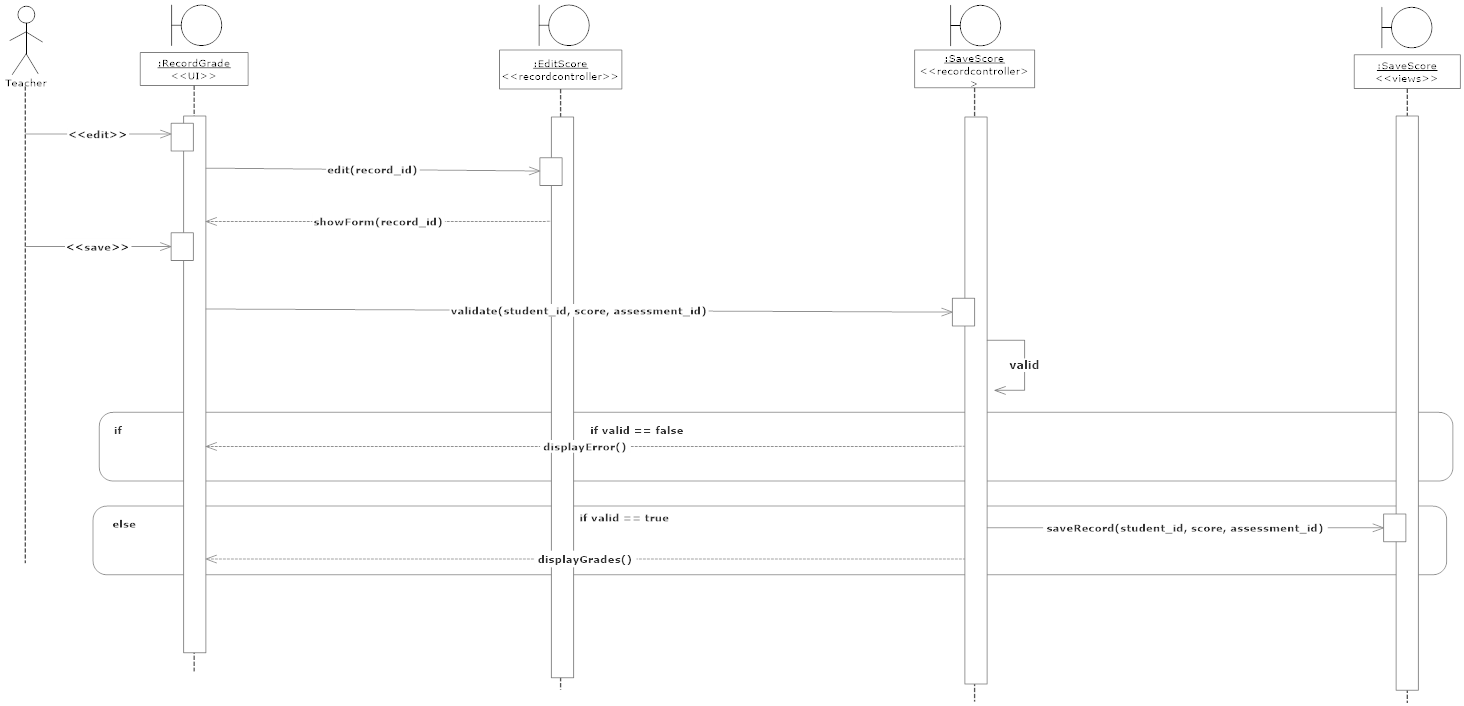 Teacher
:RecordGrade
<<UI>>
:EditScore
<<recordcontroller>>
:SaveScore
<<recordcontroller>
>
:SaveScore
<<views>>
<<edit>>
edit(record_id)
showForm(record_id)
<<save>>
validate(student_id, score, assessment_id)
valid
if
if valid == false
displayError()
else
if valid == true
saveRecord(student_id, score, assessment_id)
displayGrades()